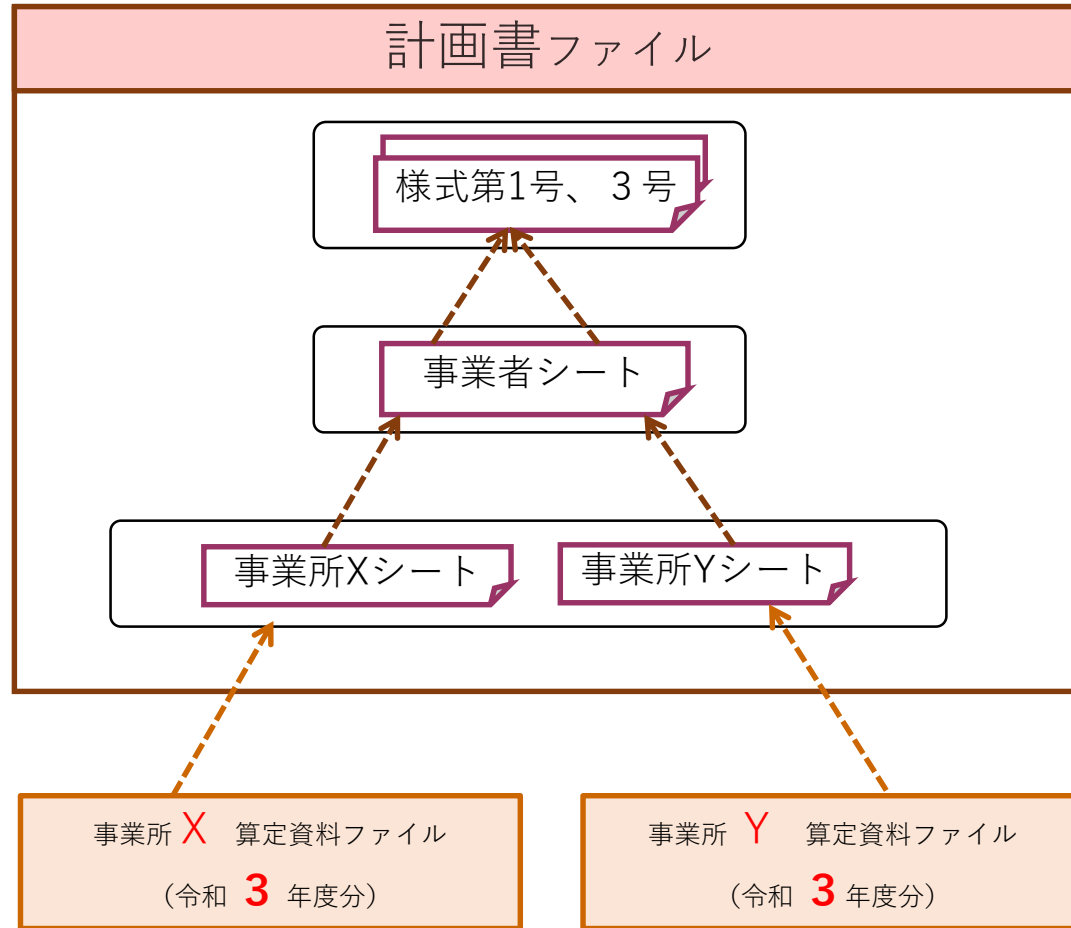 計画書ファイル
様式第1号、３号
事業者シート
事業所Xシート
事業所Yシート
事業所 X 算定資料ファイル
(令和 3 年度分)
事業所 Y 算定資料ファイル
(令和 3 年度分)